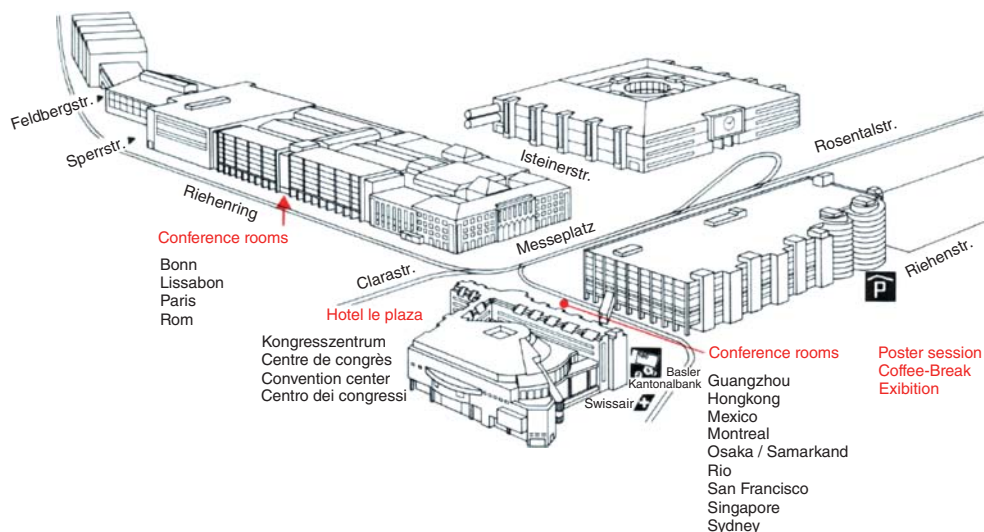 Feldbergstr.
Sperrstr.
Riehenring
Isteinerstr.
Rosentalstr.
Messeplatz
Clarastr.
Riehenstr.
P
Conference rooms
Bonn
Lissabon
Paris
Rom
Hotel le plaza
Kongresszentrum
Centre de congrès
Convention center
Centro dei congressi
Basler
Kantonalbank
Swissair
Conference rooms
Guangzhou
Hongkong
Mexico
Montreal
Osaka / Samarkand
Rio
San Francisco
Singapore
Sydney
Poster session
Coffee-Break
Exibition